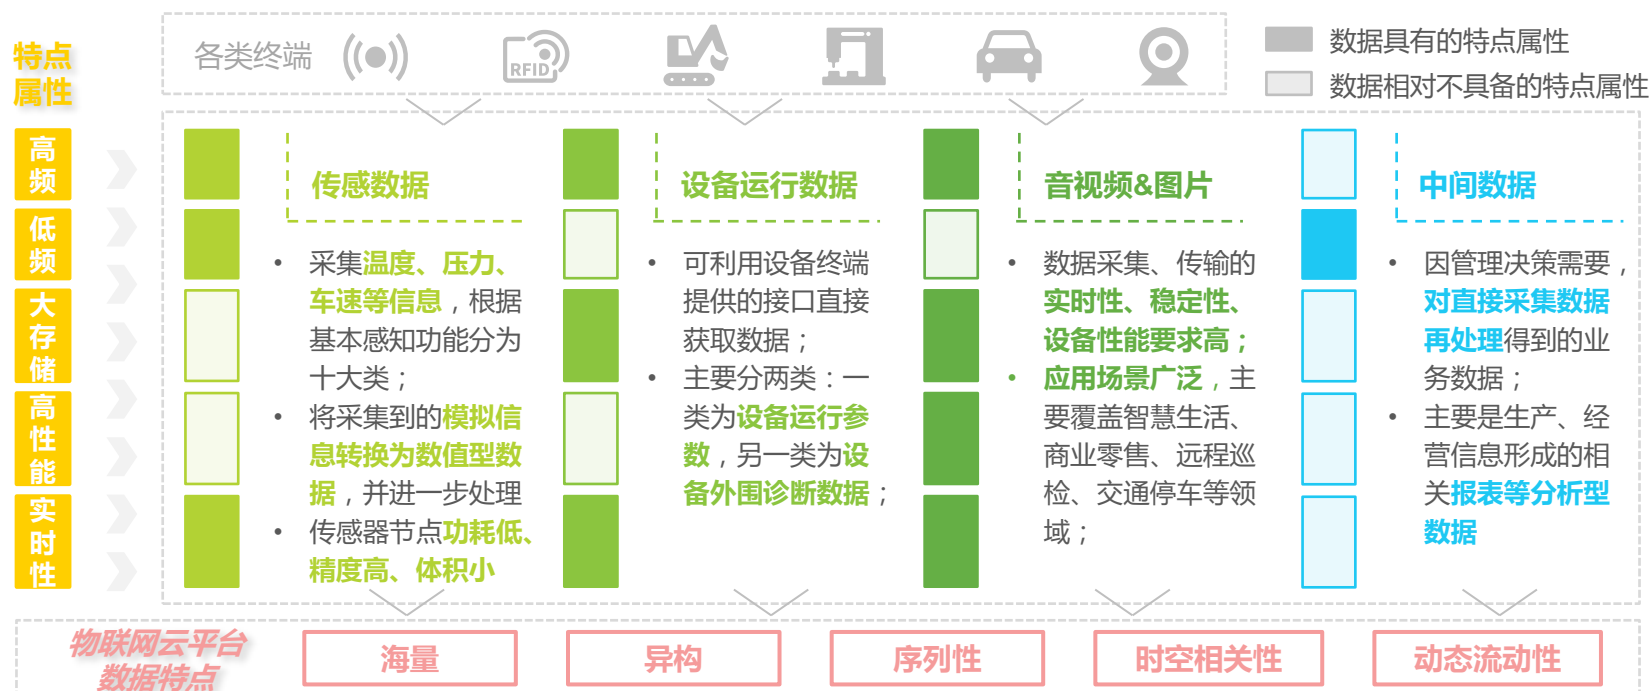 各类终端
RFID
数据具有的特点属性
数据相对不具备的特点属性
特点
属性
高
频
低
频
大
存
储
高
性
能
实
时
性
传感数据
• 采集温度、压力、
车速等信息，根据
基本感知功能分为
十大类；
• 将采集到的模拟信
息转换为数值型数
据，并进一步处理
• 传感器节点功耗低、
精度高、体积小
设备运行数据
• 可利用设备终端
提供的接口直接
获取数据；
• 主要分两类：一
类为设备运行参
数，另一类为设
备外围诊断数据；
音视频&图片
• 数据采集、传输的
实时性、稳定性、
设备性能要求高；
• 应用场景广泛，主
要覆盖智慧生活、
商业零售、远程巡
检、交通停车等领
域；
中间数据
• 因管理决策需要，
对直接采集数据
再处理得到的业
务数据；
• 主要是生产、经
营信息形成的相
关报表等分析型
数据
物联网云平台
数据特点
海量
异构
序列性
时空相关性
动态流动性